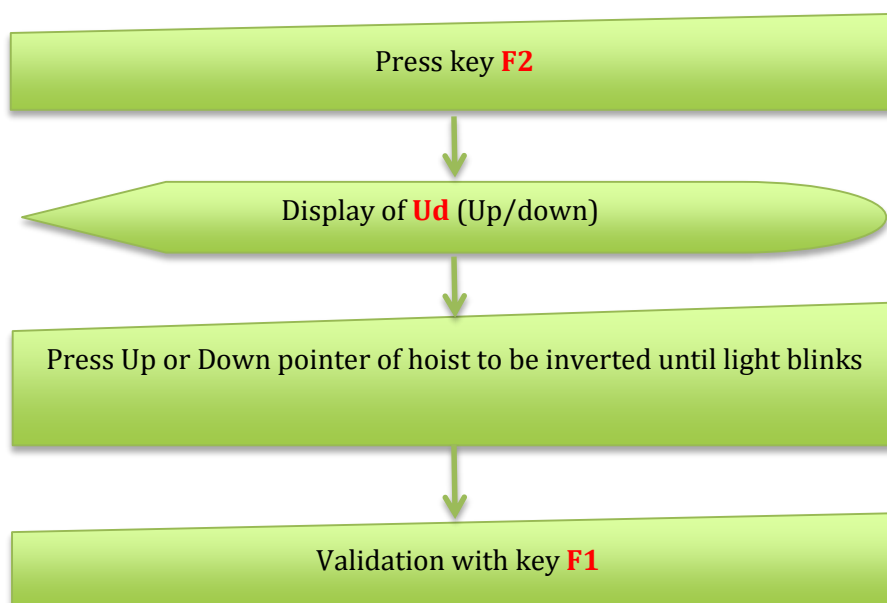 Press key F2
Display of Ud (Up/down)
Press Up or Down pointer of hoist to be inverted until light blinks
Validation with key F1